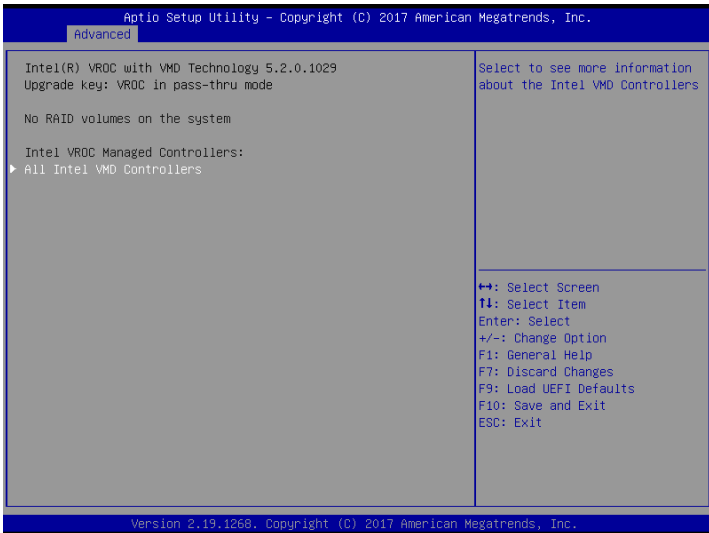 Aptio Setup Utility – Copyright (C) 2017 American Megatrends, Inc.
Advanced
Intel(R) VROC with VMD Technology 5.2.0.1029
Upgrade key: VROC in pass-thru mode
No RAID volumes on the system
Intel VROC Managed Controllers:
▶ All Intel VMD Controllers
Select to see more information
about the Intel VMD Controllers
↔: Select Screen
↑↓: Select Item
Enter: Select
+/-: Change Option
F1: General Help
F7: Discard Changes
F9: Load UEFI Defaults
F10: Save and Exit
ESC: Exit
Version 2.19.1268. Copyright (C) 2017 American Megatrends, Inc.